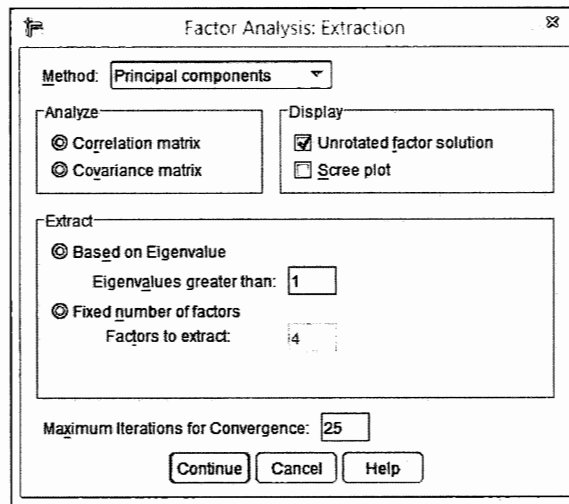 Factor Analysis: Extraction
Method: Principal components
Analyze
Correlation matrix
Covariance matrix
Display
Unrotated factor solution
Scree plot
Extract
Based on Eigenvalue
Eigenvalues greater than: 1
Fixed number of factors
Factors to extract: 4
Maximum Iterations for Convergence: 25
Continue Cancel Help